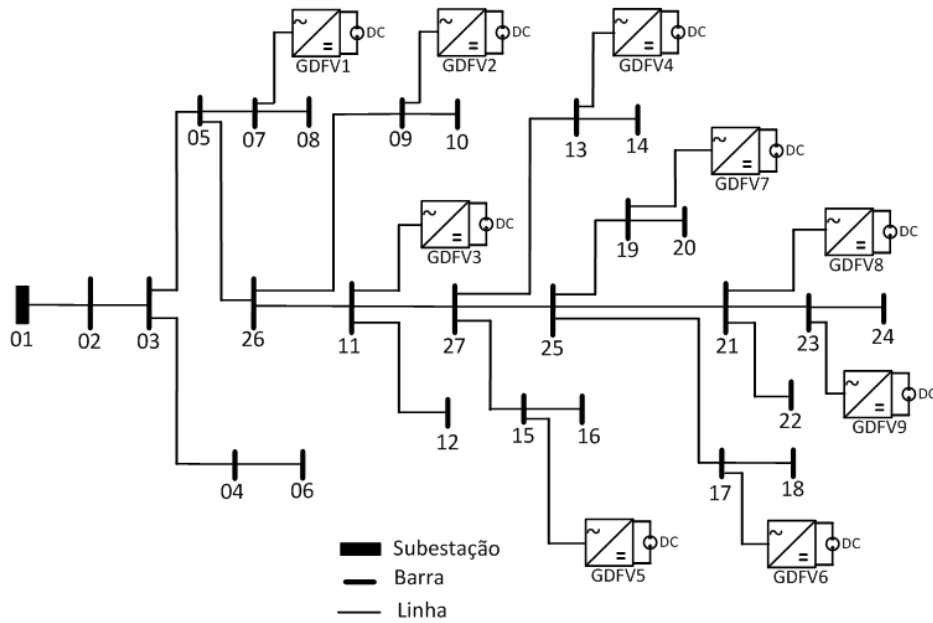 DC
GDFV1
DC
GDFV2
DC
GDFV4
05
07
08
09
10
13
14
DC
GDFV7
DC
GDFV3
19
20
DC
GDFV8
01
02
03
26
11
27
25
21
23
24
DC
GDFV9
12
15
16
22
04
06
17
18
DC
GDFV5
DC
GDFV6
Subestação
Barra
Linha